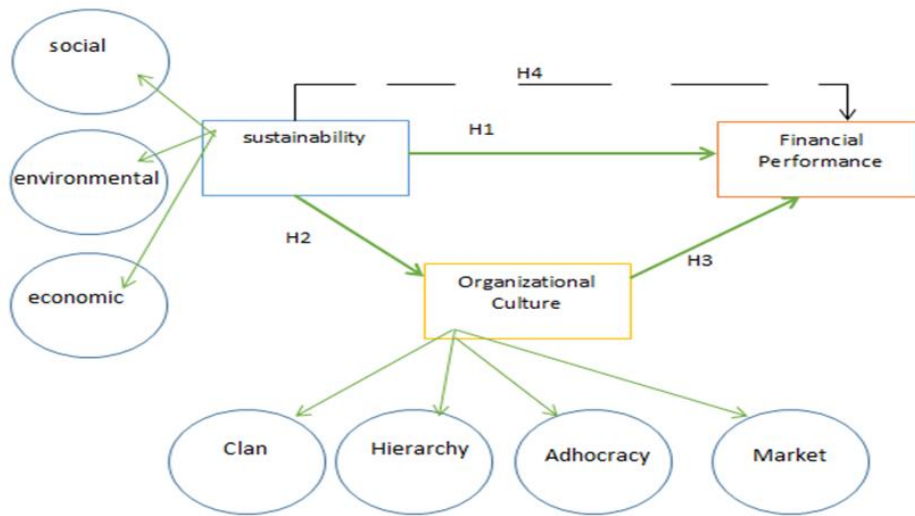 social
H4
sustainability
H1
Financial
Performance
environmental
H2
H3
Organizational
Culture
economic
Clan
Hierarchy
Adhocracy
Market